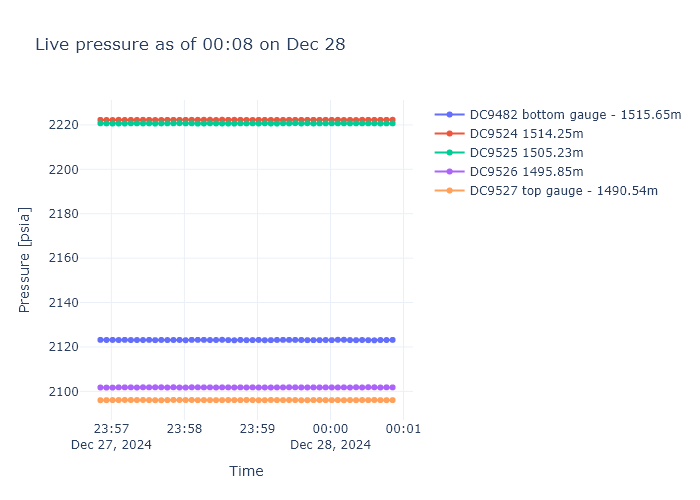 Live pressure as of 00:08 on Dec 28
DC9482 bottom gauge - 1515.65m
DC9524 1514.25m
DC9525 1505.23m
DC9526 1495.85m
DC9527 top gauge - 1490.54m
Pressure [psia]
2220
2200
2180
2160
2140
2120
2100
23:57 23:58 23:59 00:00 00:01
Dec 27, 2024 Dec 28, 2024
Time